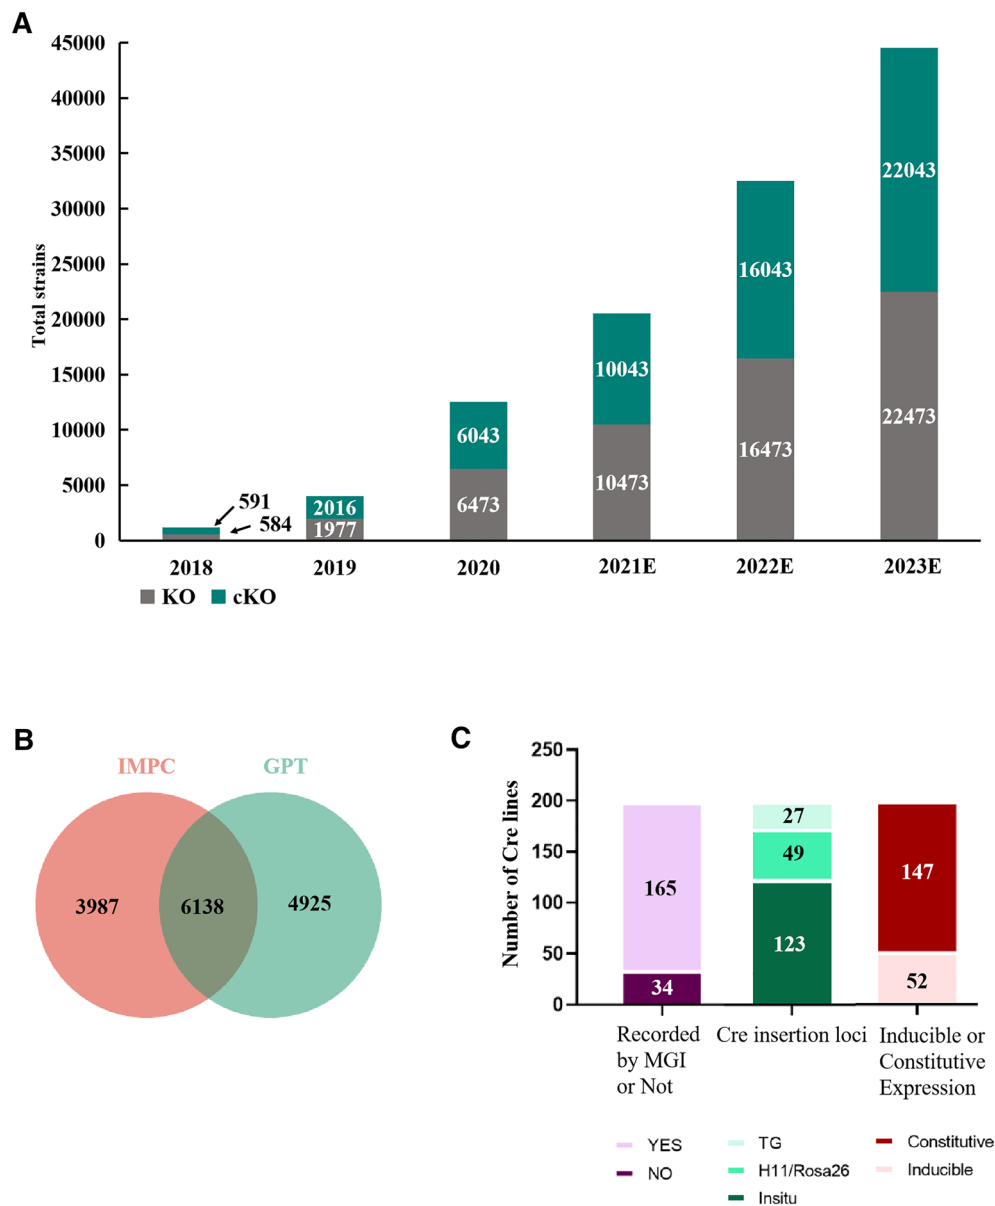 A
Total strains
45000
40000
35000
30000
25000
20000
15000
10000
5000
0
591
584
2016
1977
6043
6473
10043
10473
16043
16473
22043
22473
2018
2019
2020
2021E
2022E
2023E
KO
cKO
B
IMPC
GPT
3987
6138
4925
C
Number of Cre lines
250
200
150
100
50
0
165
34
27
49
123
147
52
Recorded
by MGI
or Not
Cre insertion loci
Inducible or
Constitutive
Expression
YES
NO
TG
H11/Rosa26
Insitu
Constitutive
Inducible